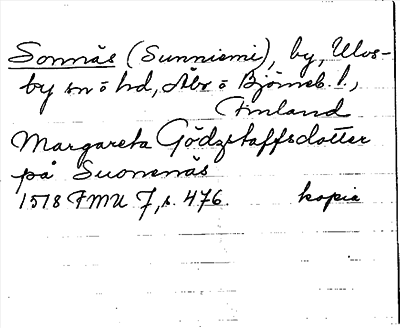 Sonnäs (Sunniemi), by, Ulvs-
by sn o hd, Åbo o Björneb. l.,
Finland
Margareta Gödzstaffsdotter
på Suonenäs
1518 FMU 7, s. 476. kopia